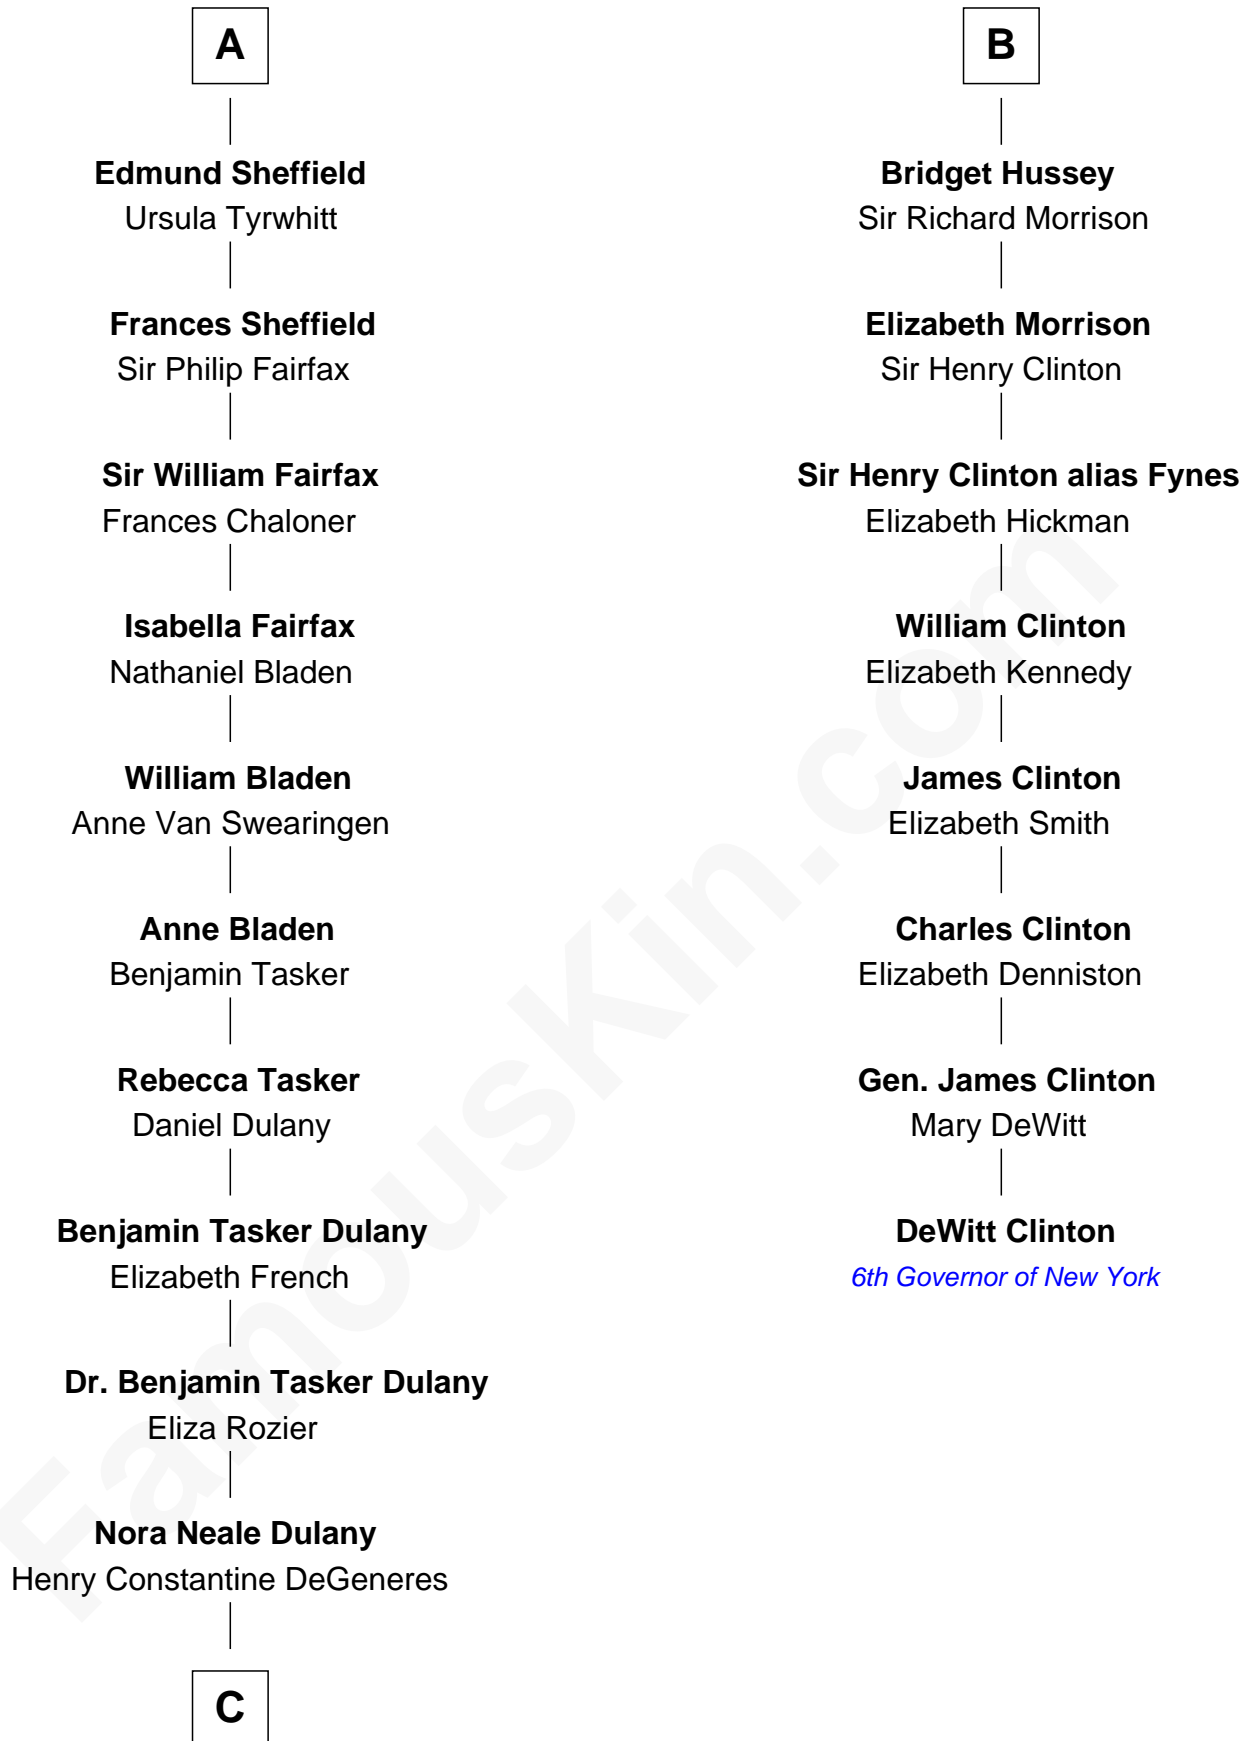 A
Edmund Sheffield
Ursula Tyrwhitt
Frances Sheffield
Sir Philip Fairfax
Sir William Fairfax
Frances Chaloner
Isabella Fairfax
Nathaniel Bladen
William Bladen
Anne Van Swearingen
Anne Bladen
Benjamin Tasker
Rebecca Tasker
Daniel Dulany
Benjamin Tasker Dulany
Elizabeth French
Dr. Benjamin Tasker Dulany
Eliza Rozier
Nora Neale Dulany
Henry Constantine DeGeneres
C
B
Bridget Hussey
Sir Richard Morrison
Elizabeth Morrison
Sir Henry Clinton
Sir Henry Clinton alias Fynes
Elizabeth Hickman
William Clinton
Elizabeth Kennedy
James Clinton
Elizabeth Smith
Charles Clinton
Elizabeth Denniston
Gen. James Clinton
Mary DeWitt
DeWitt Clinton
6th Governor of New York
FamousKin.com